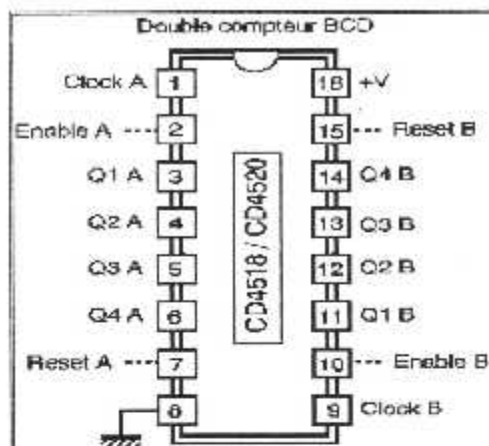 Double compteur BCD
Clock A 1 16 +V
Enable A 2 15 Reset B
Q1 A 3 14 Q4 B
Q2 A 4 13 Q3 B
Q3 A 5 12 Q2 B
Q4 A 6 11 Q1 B
Reset A 7 10 Enable B
8 9 Clock B
CD4518 / CD4520